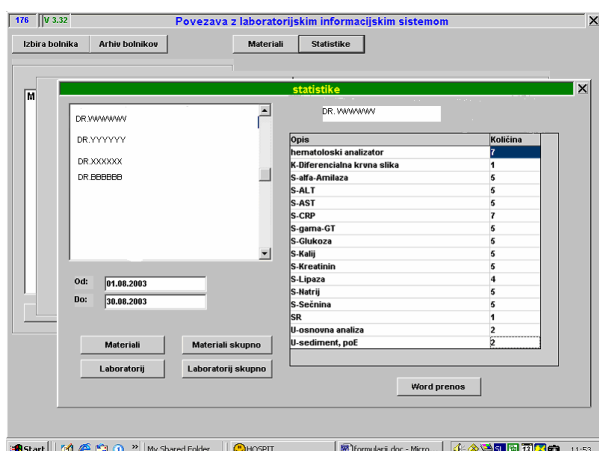 176 V 3.32 Povezava z laboratorijskim informacijskim sistemom
Izbira bolnika Arhiv bolnikov Materiali Statistike
M
statistike
DR.VWWWWV
DR.YYYYYY
DR.XXXXXX
DR.BBBBBB
DR. VWWWWV
Opis Količina
hematoloski analizator 7
K-Diferencialna krvna slika 1
S-alfa-Amilaza 5
S-ALT 5
S-AST 5
S-CRP 7
S-gama-GT 5
S-Glukoza 5
S-Kalij 5
S-Kreatinin 5
S-Lipaza 4
S-Natrij 5
S-Sečnina 5
SR 1
U-osnovna analiza 2
U-sediment, poE 2
Od: 01.08.2003
Do: 30.08.2003
Materiali Materiali skupno
Laboratorij Laboratorij skupno
Word prenos
Start My Shared Folder HOSPIT formularji.doc - Micro 11:53